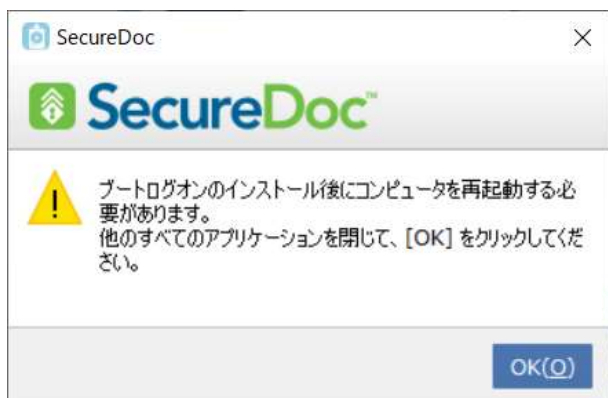 SecureDoc
SecureDoc™
ブートログオンのインストール後にコンピュータを再起動する必
要があります。
他のすべてのアプリケーションを閉じて、[OK] をクリックしてくだ
さい。
OK(O)